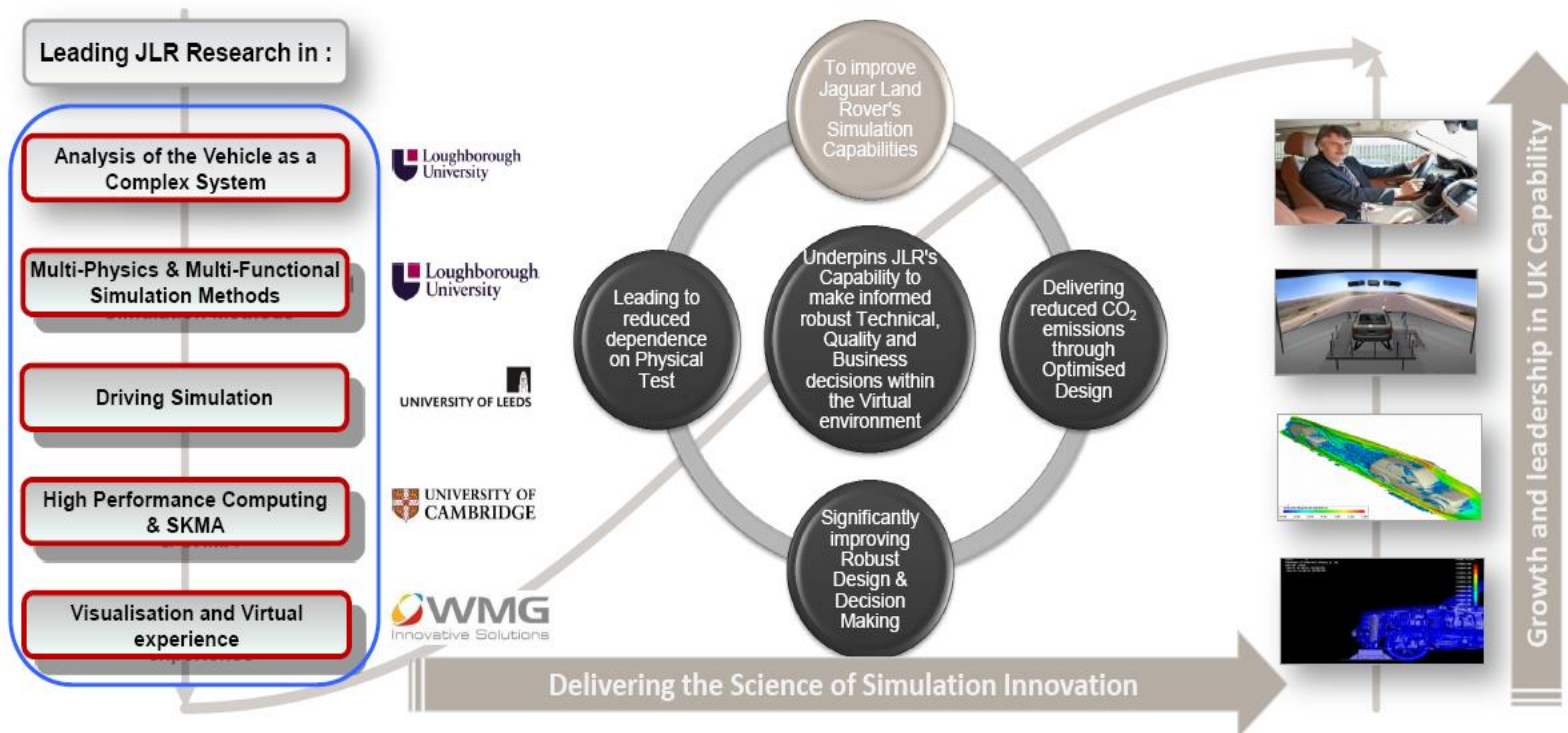 Leading JLR Research in :
Analysis of the Vehicle as a
Complex System
Loughborough
University
Multi-Physics & Multi-Functional
Simulation Methods
Loughborough
University
Driving Simulation
UNIVERSITY OF LEEDS
High Performance Computing
& SKMA
UNIVERSITY OF
CAMBRIDGE
Visualisation and Virtual
experience
WMG
Innovative Solutions
To improve
Jaguar Land
Rover's
Simulation
Capabilities
Leading to
reduced
dependence
on Physical
Test
Underpins JLR's
Capability to
make informed
robust Technical,
Quality and
Business
decisions within
the Virtual
environment
Delivering
reduced CO₂
emissions
through
Optimised
Design
Significantly
improving
Robust
Design &
Decision
Making
Delivering the Science of Simulation Innovation
Growth and leadership in UK Capability